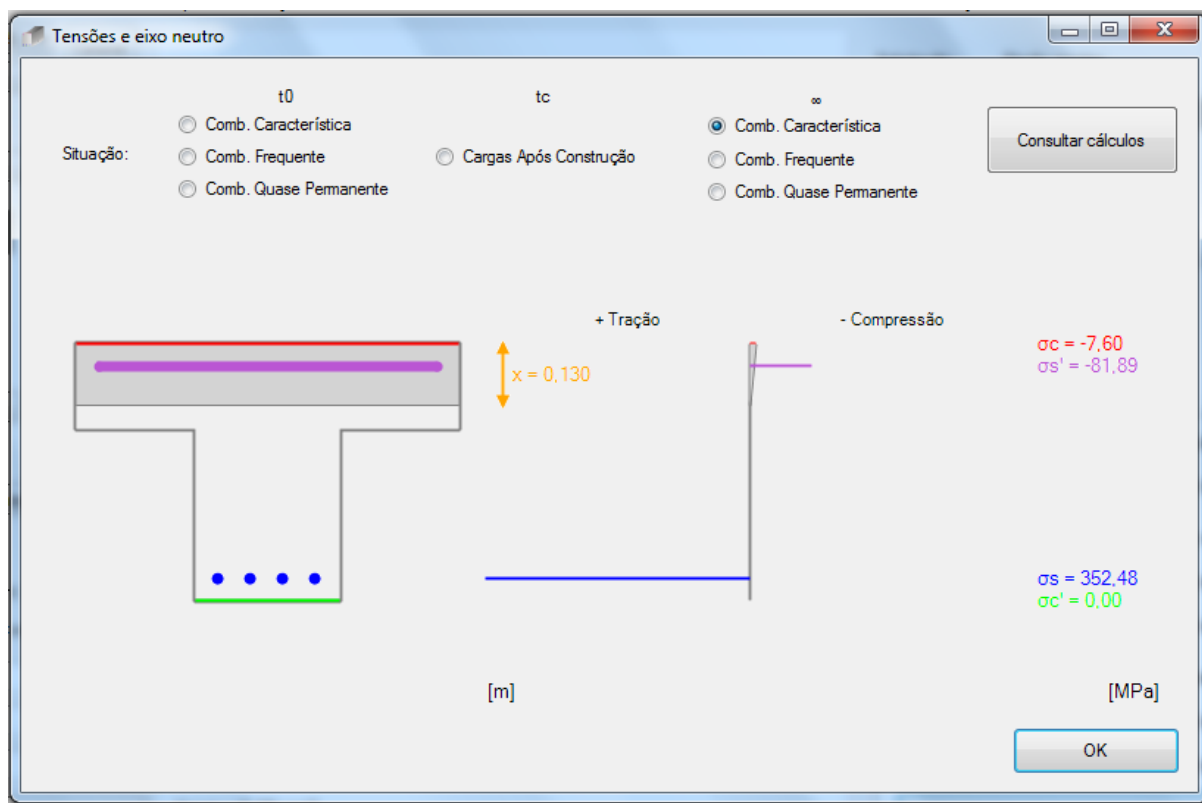 Tensões e eixo neutro
t0
tc
∞
Situação:
Comb. Característica
Comb. Frequente
Comb. Quase Permanente
Cargas Após Construção
Comb. Característica
Comb. Frequente
Comb. Quase Permanente
Consultar cálculos
+ Tração
- Compressão
x = 0,130
σc = -7,60
σs' = -81,89
σs = 352,48
σc' = 0,00
[m]
[MPa]
OK